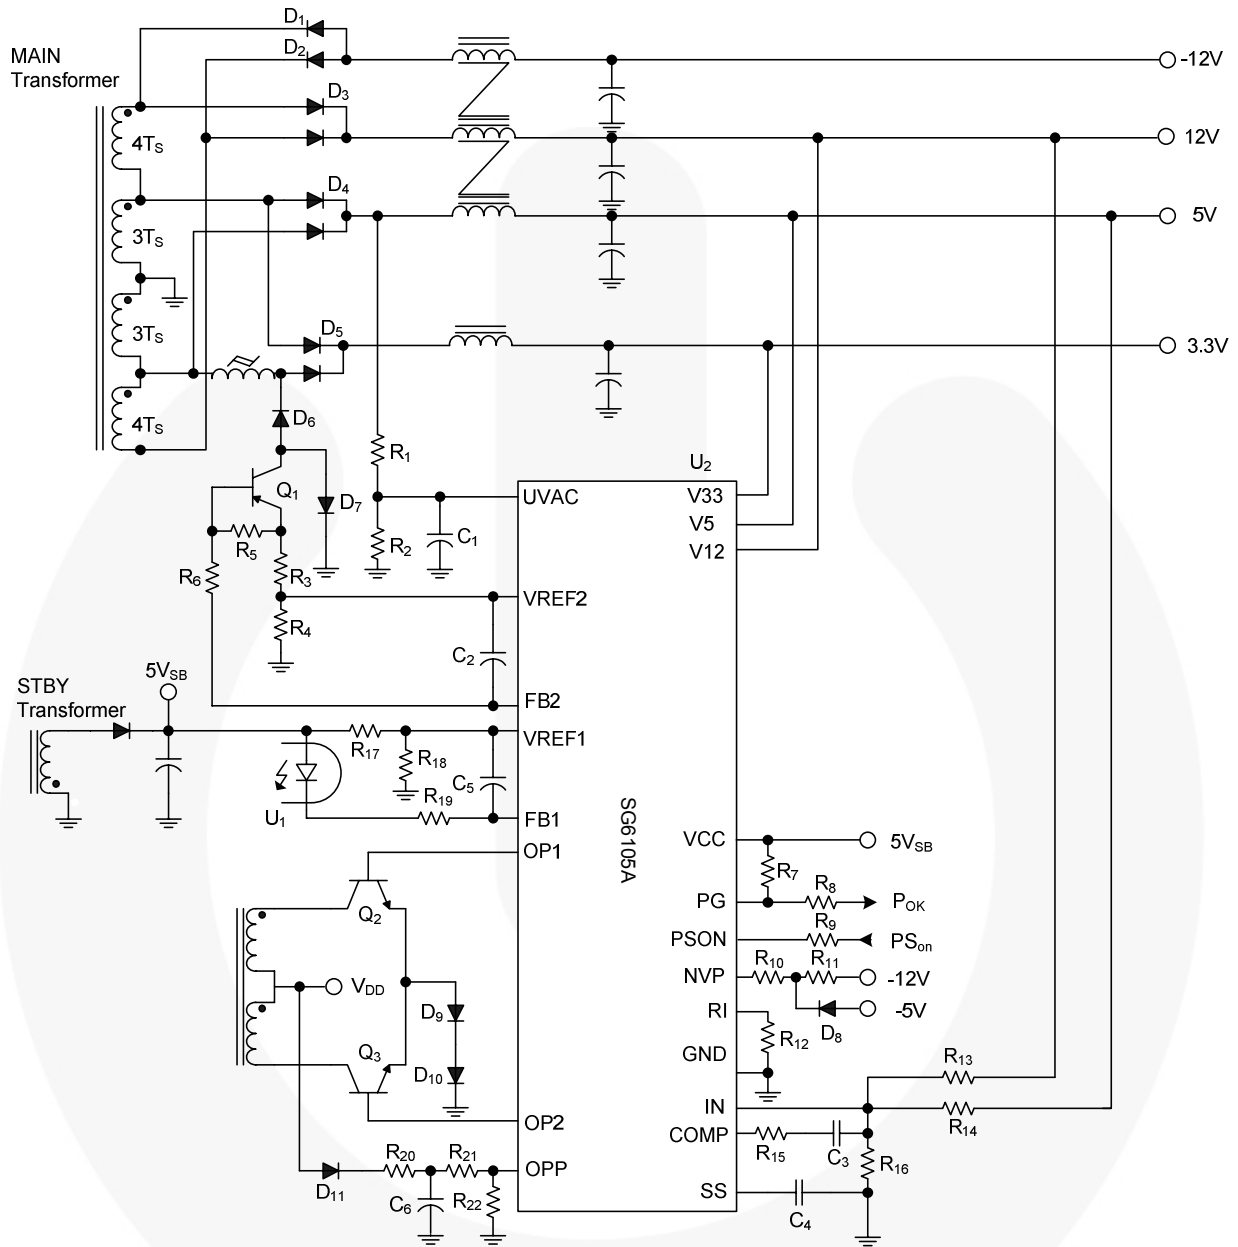 D1
D2
-12V
MAIN
Transformer
D3
12V
4TS
D4
5V
3TS
3TS
D5
3.3V
4TS
D6
R1
U2
Q1
D7
UVAC
V33
V5
V12
R5
R2
C1
R6
R3
VREF2
R4
C2
5VSB
STBY
Transformer
FB2
VREF1
R17
R18
C5
R19
U1
FB1
SG6105A
VCC
5VSB
OP1
R7
PG
R8
POK
Q2
R9
PSON
PSon
R10
R11
NVP
-12V
VDD
D9
RI
D8
-5V
R12
Q3
GND
D10
R13
IN
R14
OP2
COMP
R15
C3
R16
R20
R21
OPP
D11
C6
R22
SS
C4